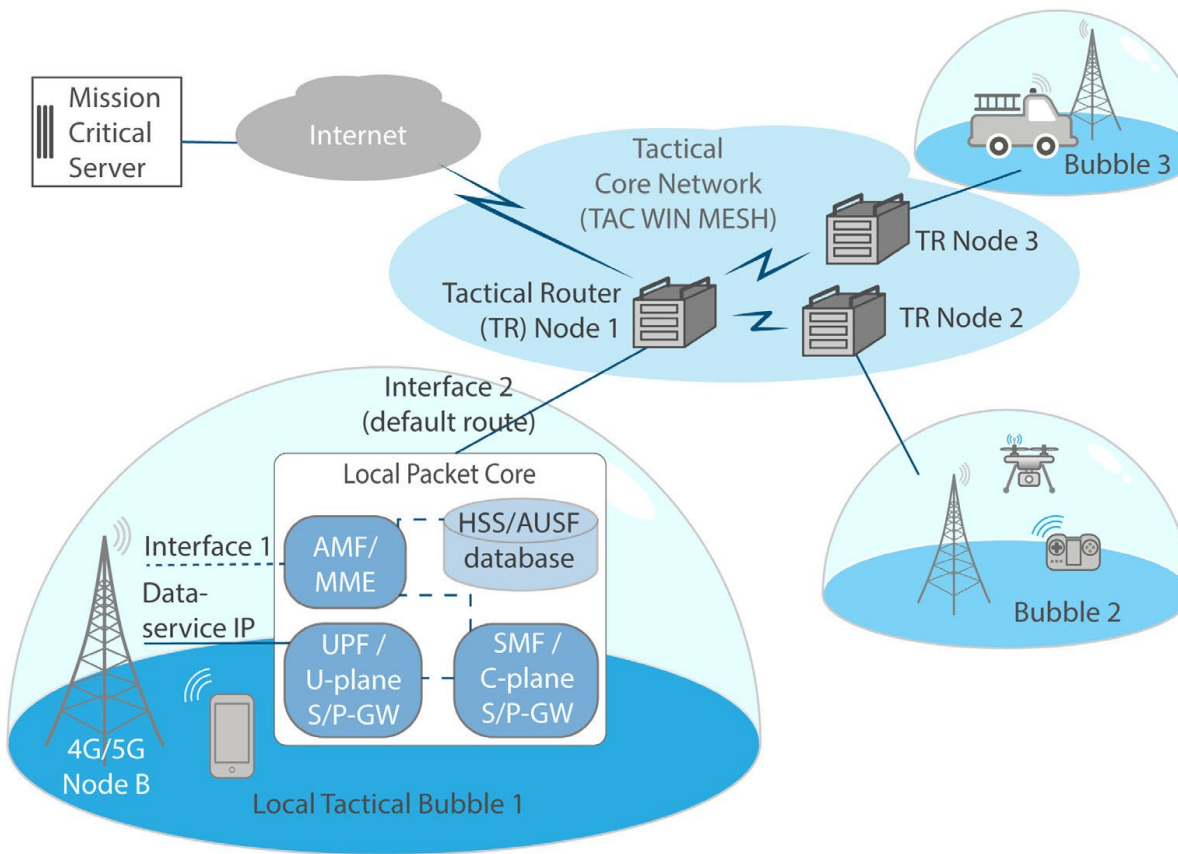 Mission
Critical
Server
Internet
Tactical
Core Network
(TAC WIN MESH)
Bubble 3
TR Node 3
Tactical Router
(TR) Node 1
TR Node 2
Interface 2
(default route)
Local Packet Core
Interface 1
AMF/
MME
HSS/AUSF
database
Data-
service IP
UPF /
U-plane
S/P-GW
SMF /
C-plane
S/P-GW
Bubble 2
4G/5G
Node B
Local Tactical Bubble 1